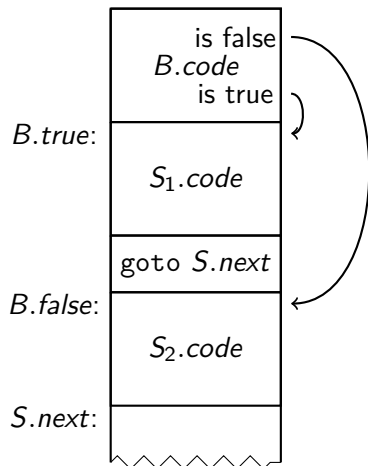 is false
B.code
is true
B.true:
S₁.code
goto S.next
B.false:
S₂.code
S.next: